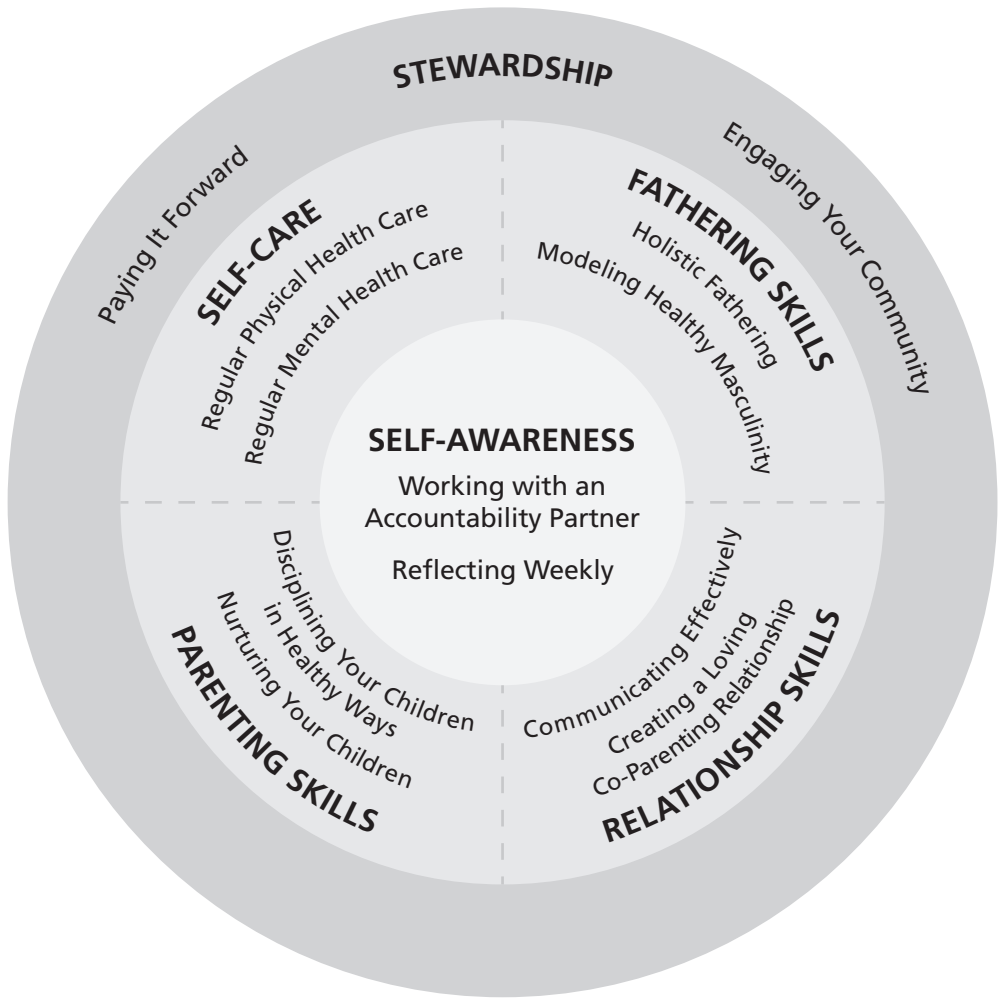 STEWARDSHIP
Paying It Forward
Engaging Your Community
SELF-CARE
Regular Physical Health Care
Regular Mental Health Care
FATHERING SKILLS
Holistic Fathering
Modeling Healthy Masculinity
SELF-AWARENESS
Working with an
Accountability Partner
Reflecting Weekly
Disciplining Your Children
in Healthy Ways
Nurturing Your Children
PARENTING SKILLS
Communicating Effectively
Creating a Loving
Co-Parenting Relationship
RELATIONSHIP SKILLS